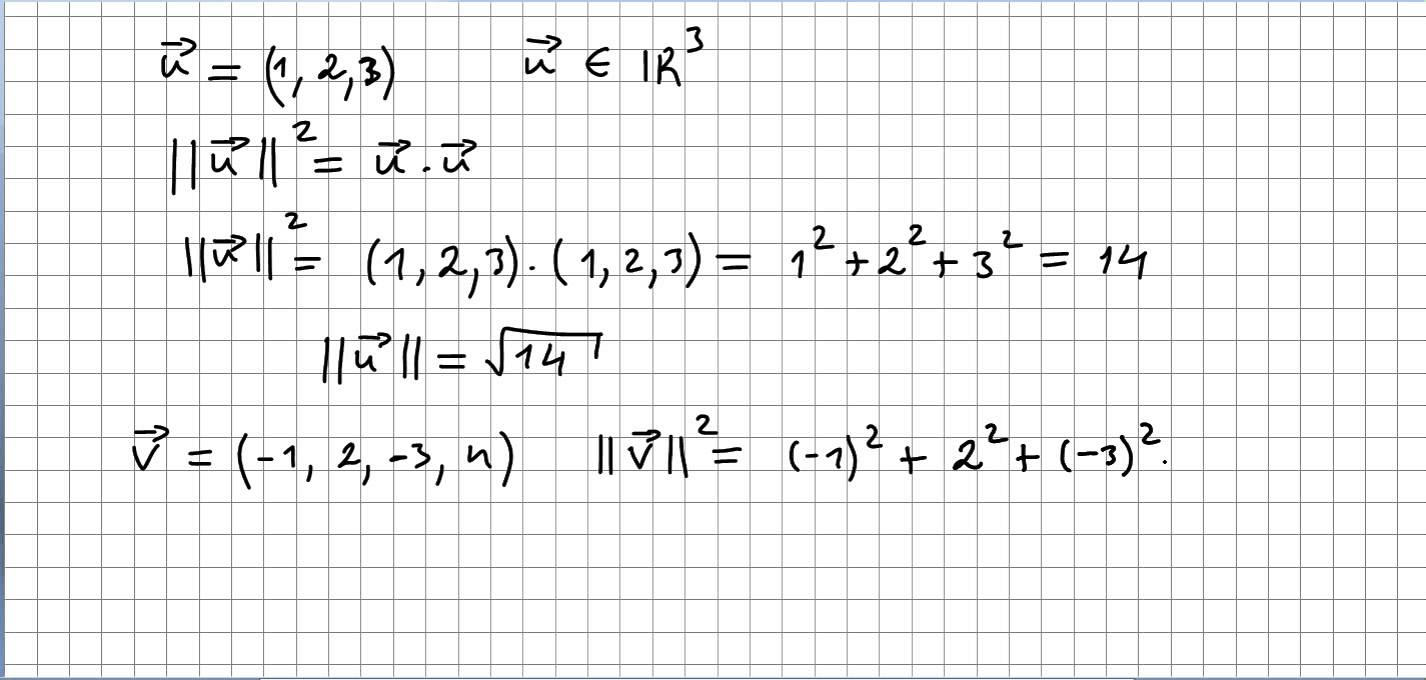 u⃗ = (1, 2, 3) u⃗ ∈ ℝ³
||u⃗||² = u⃗ · u⃗
||u⃗||² = (1, 2, 3) · (1, 2, 3) = 1² + 2² + 3² = 14
||u⃗|| = √14
v⃗ = (-1, 2, -3, n) ||v⃗||² = (-1)² + 2² + (-3)².